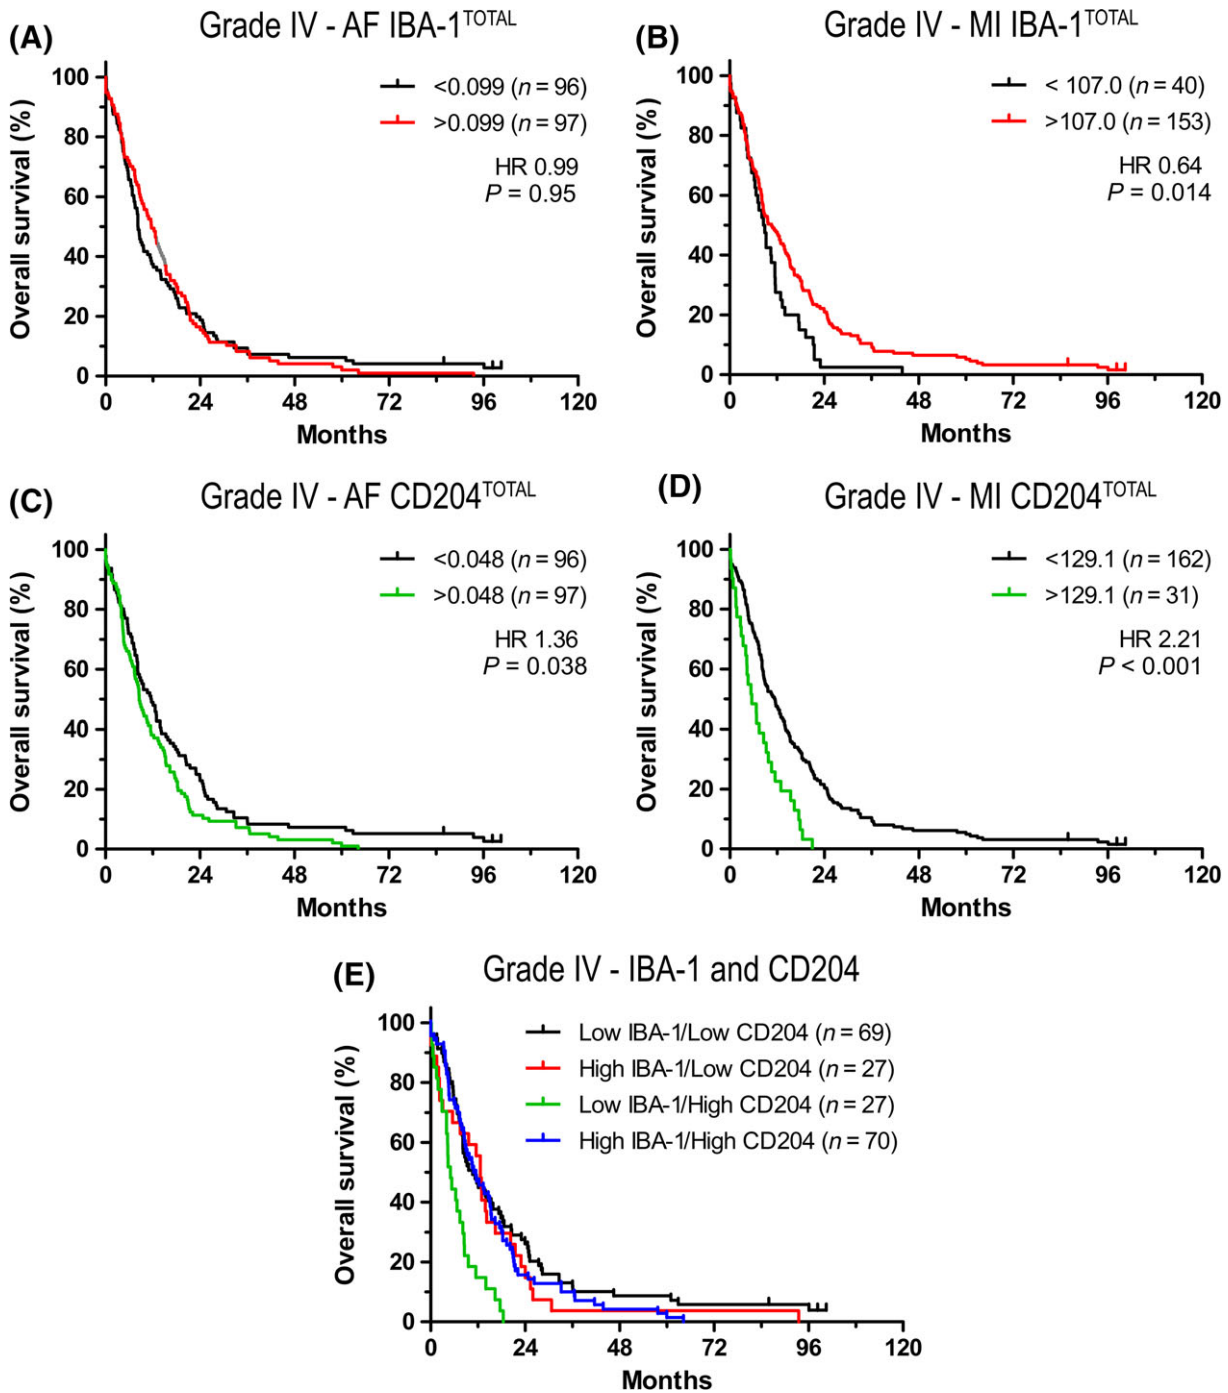 (A) Grade IV - AF IBA-1TOTAL
Overall survival (%)
100
80
60
40
20
0
<0.099 (n = 96)
>0.099 (n = 97)
HR 0.99
P = 0.95
0 24 48 72 96 120
Months
(B) Grade IV - MI IBA-1TOTAL
Overall survival (%)
100
80
60
40
20
0
< 107.0 (n = 40)
>107.0 (n = 153)
HR 0.64
P = 0.014
0 24 48 72 96 120
Months
(C) Grade IV - AF CD204TOTAL
Overall survival (%)
100
80
60
40
20
0
<0.048 (n = 96)
>0.048 (n = 97)
HR 1.36
P = 0.038
0 24 48 72 96 120
Months
(D) Grade IV - MI CD204TOTAL
Overall survival (%)
100
80
60
40
20
0
<129.1 (n = 162)
>129.1 (n = 31)
HR 2.21
P < 0.001
0 24 48 72 96 120
Months
(E) Grade IV - IBA-1 and CD204
Overall survival (%)
100
80
60
40
20
0
Low IBA-1/Low CD204 (n = 69)
High IBA-1/Low CD204 (n = 27)
Low IBA-1/High CD204 (n = 27)
High IBA-1/High CD204 (n = 70)
0 24 48 72 96 120
Months